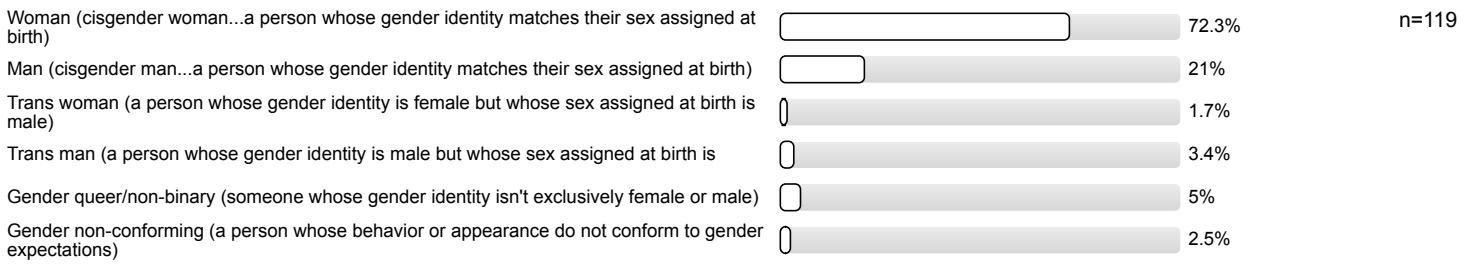 Woman (cisgender woman...a person whose gender identity matches their sex assigned at
birth)
72.3%
n=119
Man (cisgender man...a person whose gender identity matches their sex assigned at birth)
21%
Trans woman (a person whose gender identity is female but whose sex assigned at birth is
male)
1.7%
Trans man (a person whose gender identity is male but whose sex assigned at birth is
3.4%
Gender queer/non-binary (someone whose gender identity isn't exclusively female or male)
5%
Gender non-conforming (a person whose behavior or appearance do not conform to gender
expectations)
2.5%